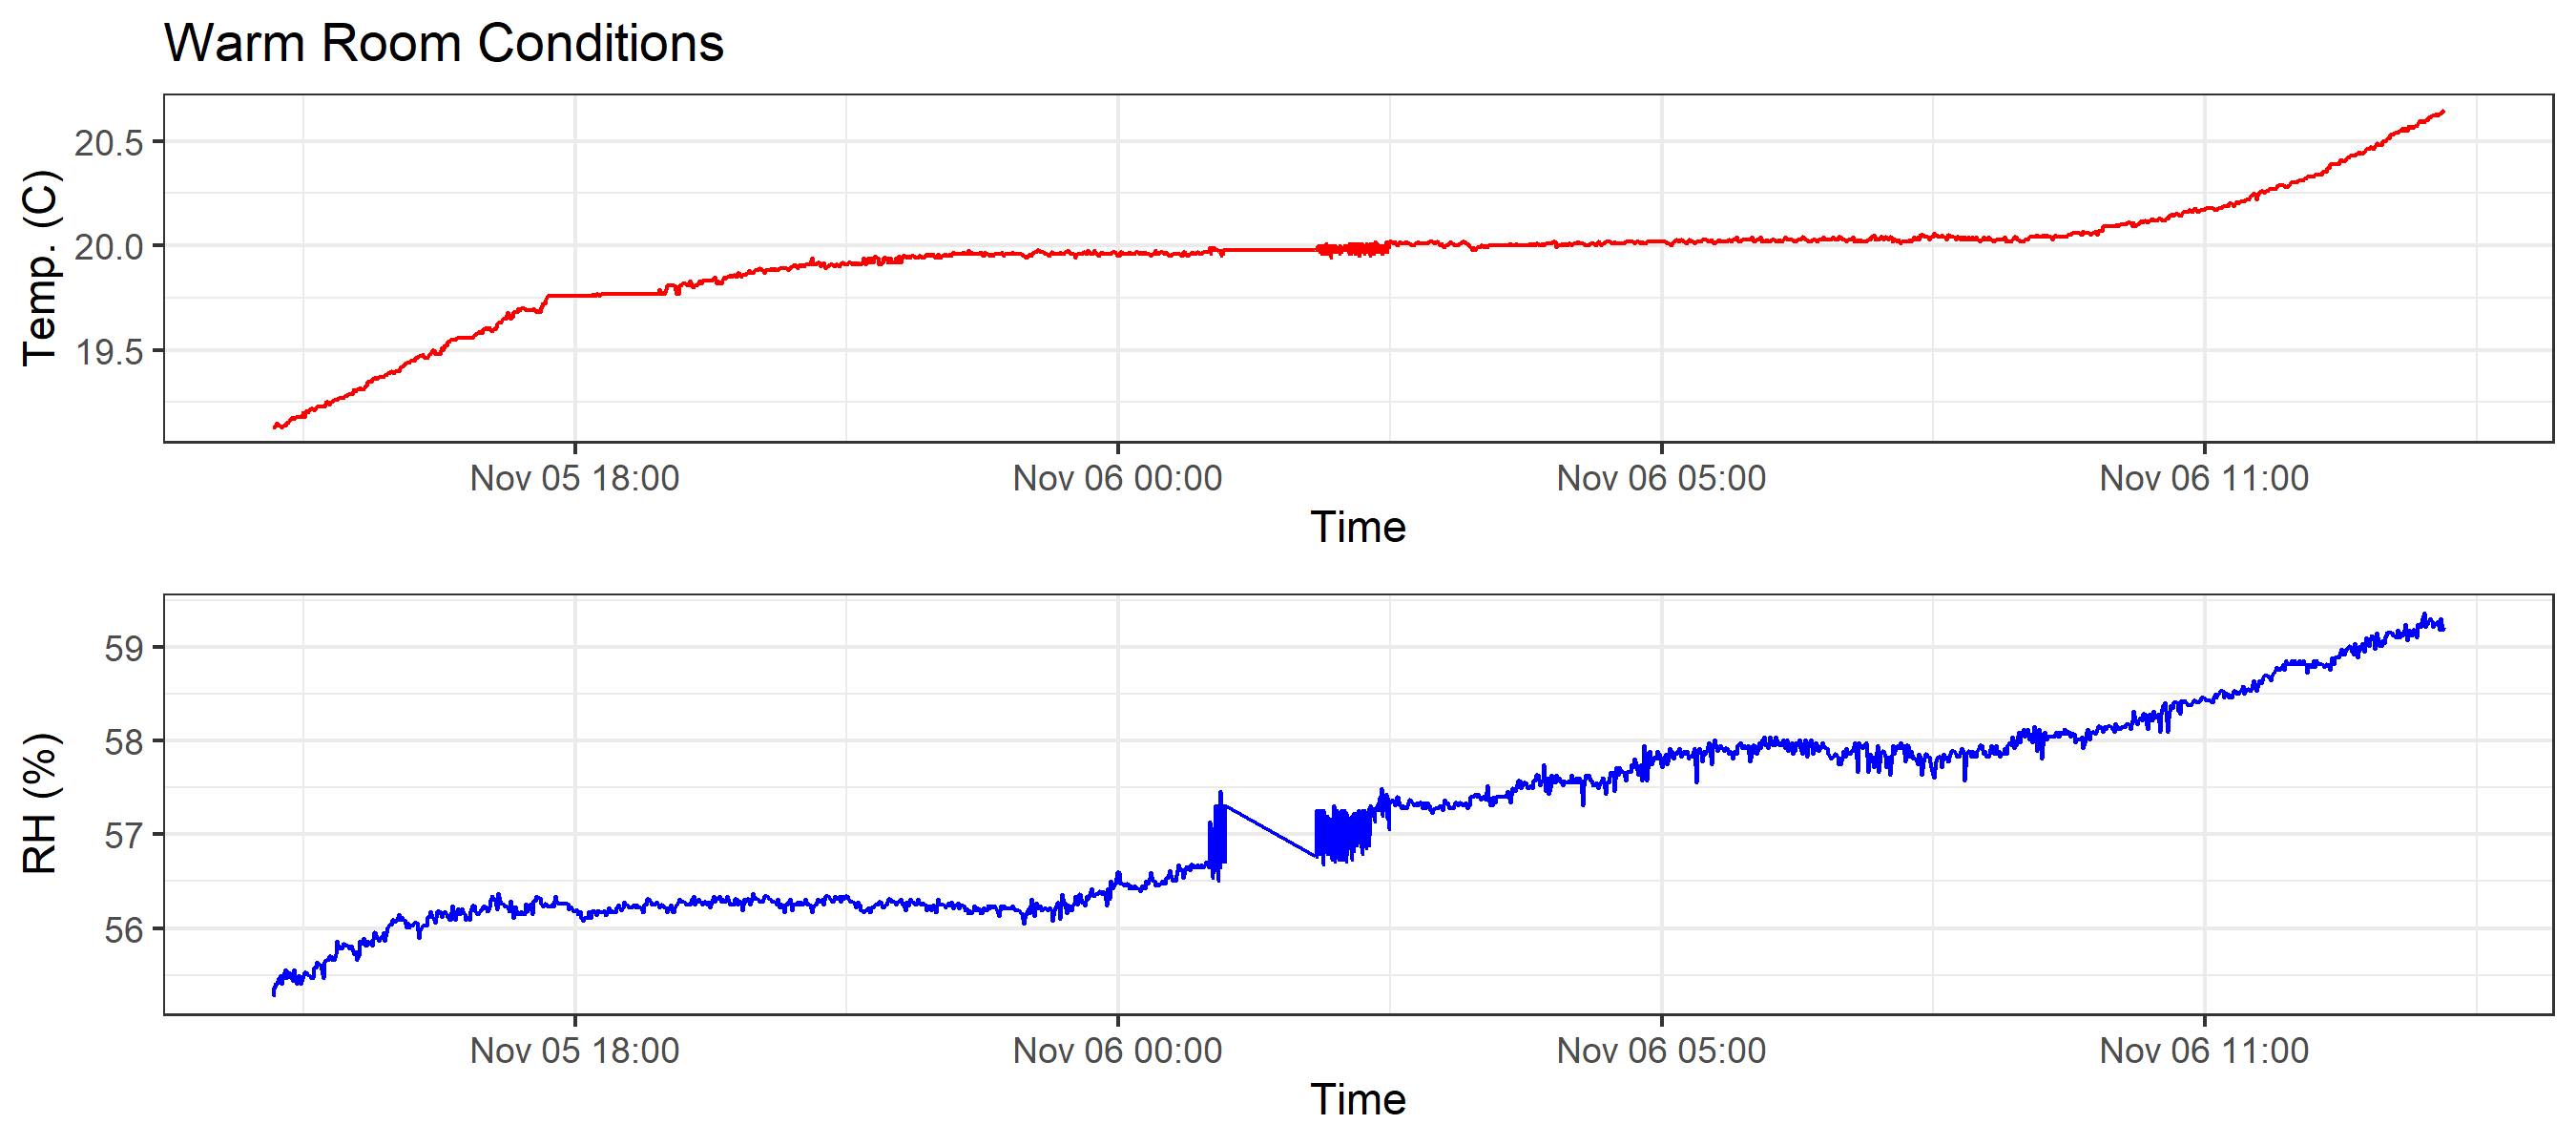 Warm Room Conditions
Temp. (C)
20.5
20.0
19.5
Nov 05 18:00 Nov 06 00:00 Nov 06 05:00 Nov 06 11:00
Time
RH (%)
59
58
57
56
Nov 05 18:00 Nov 06 00:00 Nov 06 05:00 Nov 06 11:00
Time